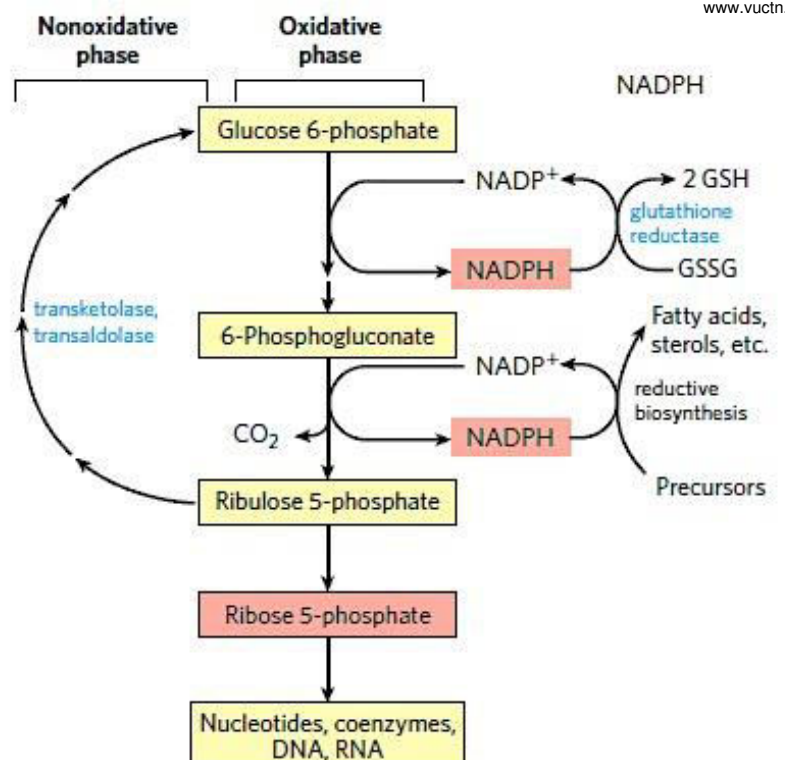 www.vuctn.
Nonoxidative
phase
Oxidative
phase
NADPH
Glucose 6-phosphate
NADP+
2 GSH
glutathione
reductase
NADPH
GSSG
transketolase,
transaldolase
6-Phosphogluconate
Fatty acids,
sterols, etc.
NADP+
reductive
biosynthesis
CO2
NADPH
Precursors
Ribulose 5-phosphate
Ribose 5-phosphate
Nucleotides, coenzymes,
DNA, RNA